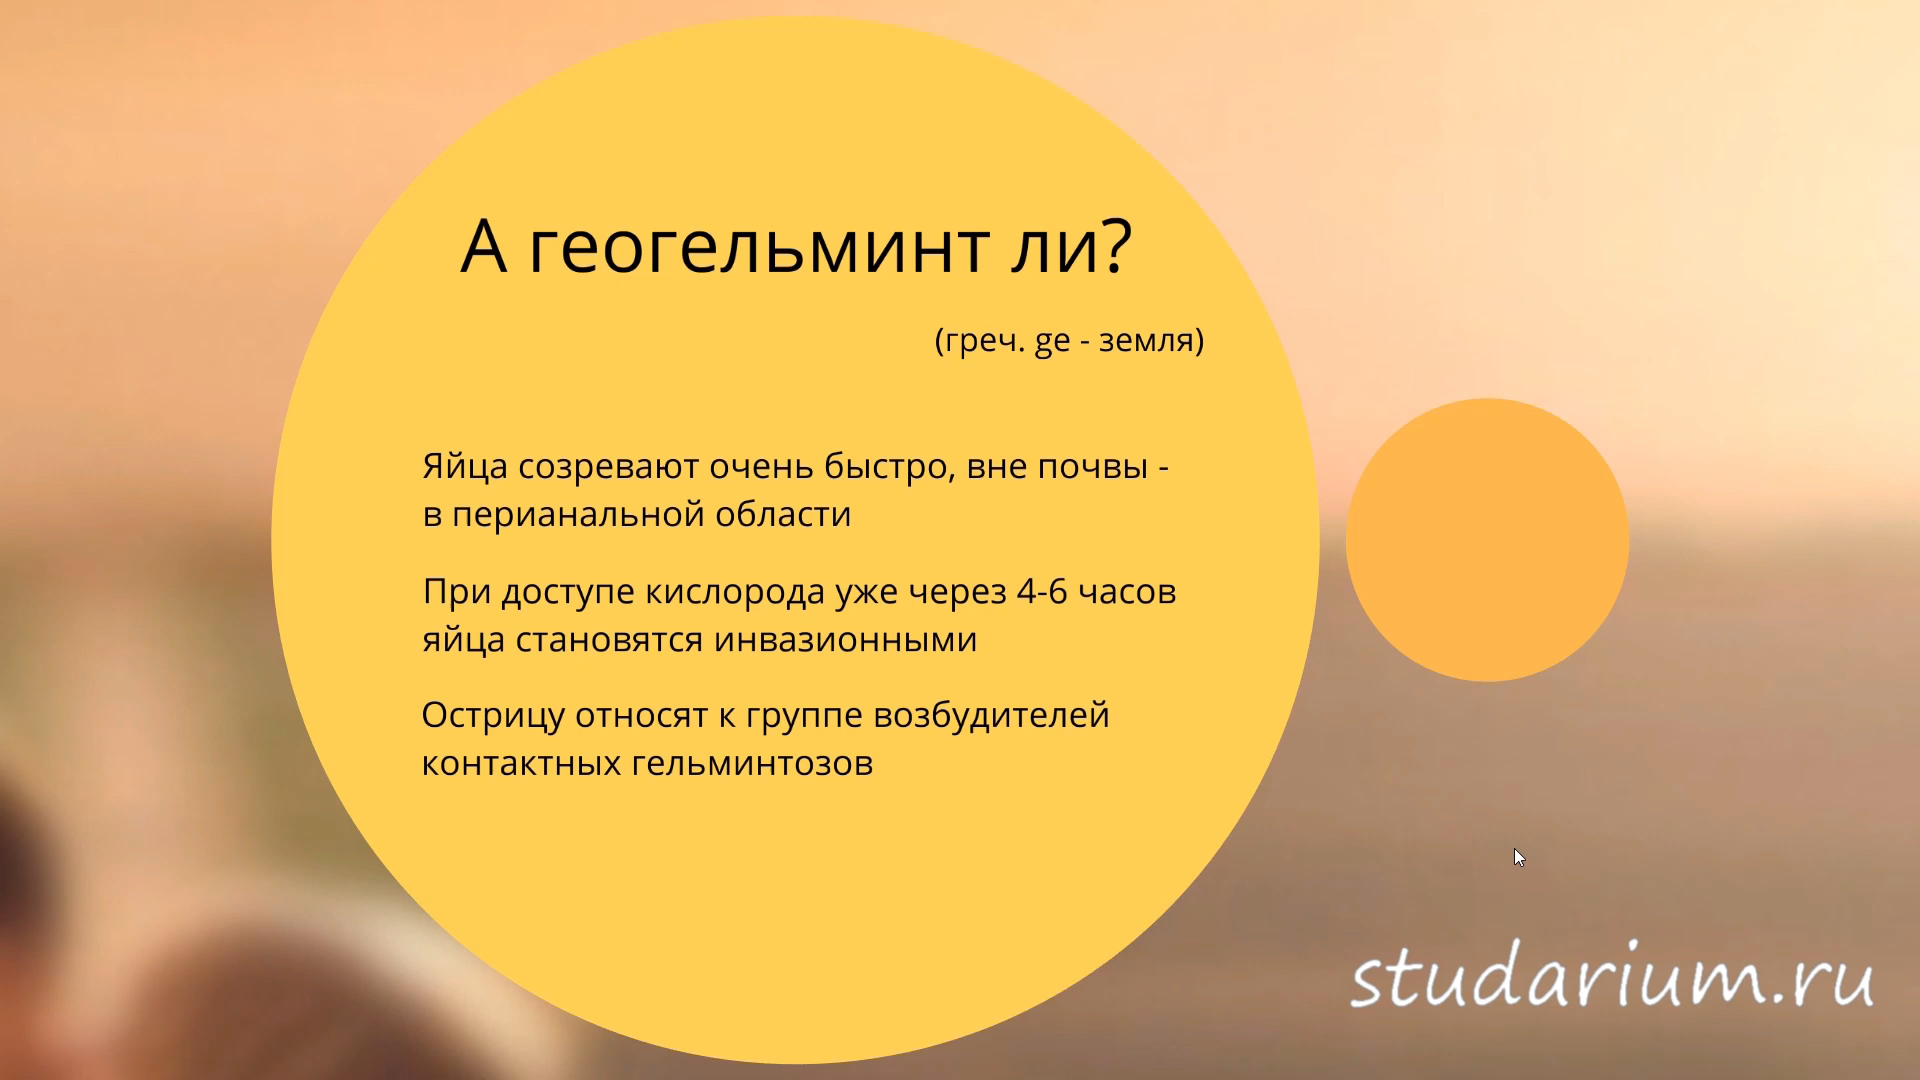 А геогельминт ли?
(греч. ge - земля)
Яйца созревают очень быстро, вне почвы -
в перианальной области
При доступе кислорода уже через 4-6 часов
яйца становятся инвазионными
Острицу относят к группе возбудителей
контактных гельминтозов
studarium.ru